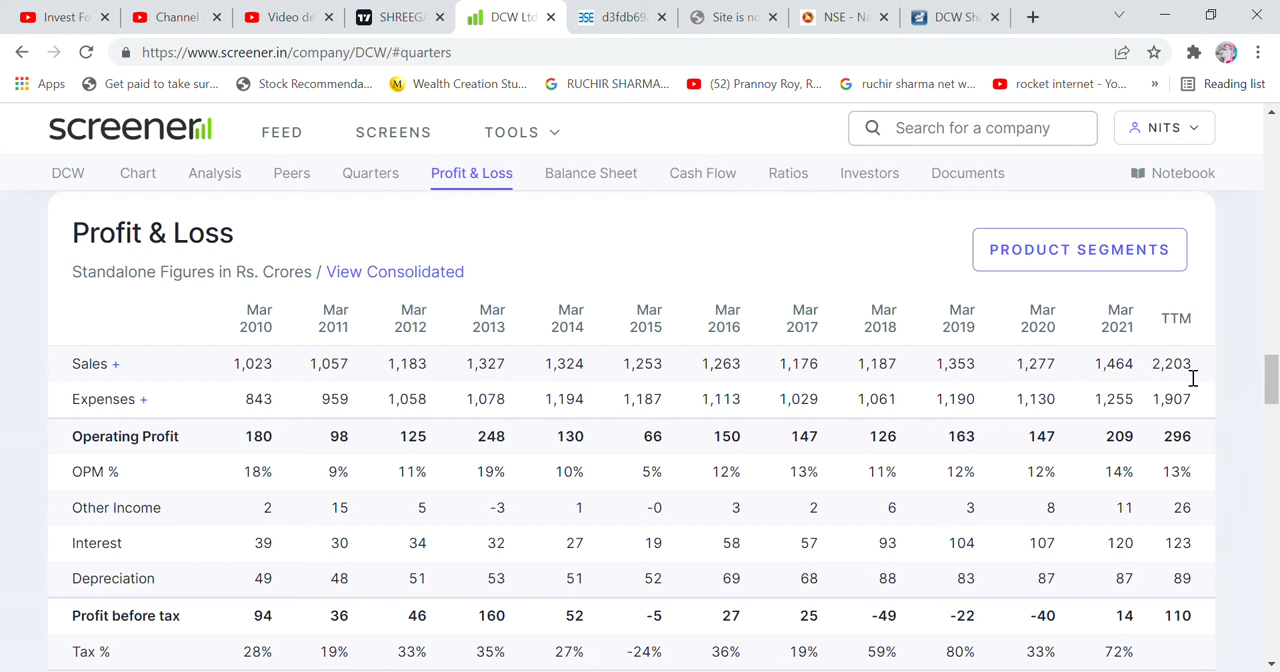 Invest Fo
Channel
Video de
SHREEGA
DCW Ltd
BSE d3fdb69
Site is no
NSE - Na
DCW Sh
https://www.screener.in/company/DCW/#quarters
Apps Get paid to take sur... Stock Recommenda... M Wealth Creation Stu... G RUCHIR SHARMA... (52) Prannoy Roy, R... G ruchir sharma net w... rocket internet - Yo... » Reading list
screener FEED SCREENS TOOLS Search for a company NITS
DCW Chart Analysis Peers Quarters Profit & Loss Balance Sheet Cash Flow Ratios Investors Documents Notebook
Profit & Loss
PRODUCT SEGMENTS
Standalone Figures in Rs. Crores / View Consolidated
Mar 2010 Mar 2011 Mar 2012 Mar 2013 Mar 2014 Mar 2015 Mar 2016 Mar 2017 Mar 2018 Mar 2019 Mar 2020 Mar 2021 TTM
Sales + 1,023 1,057 1,183 1,327 1,324 1,253 1,263 1,176 1,187 1,353 1,277 1,464 2,203
Expenses + 843 959 1,058 1,078 1,194 1,187 1,113 1,029 1,061 1,190 1,130 1,255 1,907
Operating Profit 180 98 125 248 130 66 150 147 126 163 147 209 296
OPM % 18% 9% 11% 19% 10% 5% 12% 13% 11% 12% 12% 14% 13%
Other Income 2 15 5 -3 1 -0 3 2 6 3 8 11 26
Interest 39 30 34 32 27 19 58 57 93 104 107 120 123
Depreciation 49 48 51 53 51 52 69 68 88 83 87 87 89
Profit before tax 94 36 46 160 52 -5 27 25 -49 -22 -40 14 110
Tax % 28% 19% 33% 35% 27% -24% 36% 19% 59% 80% 33% 72%